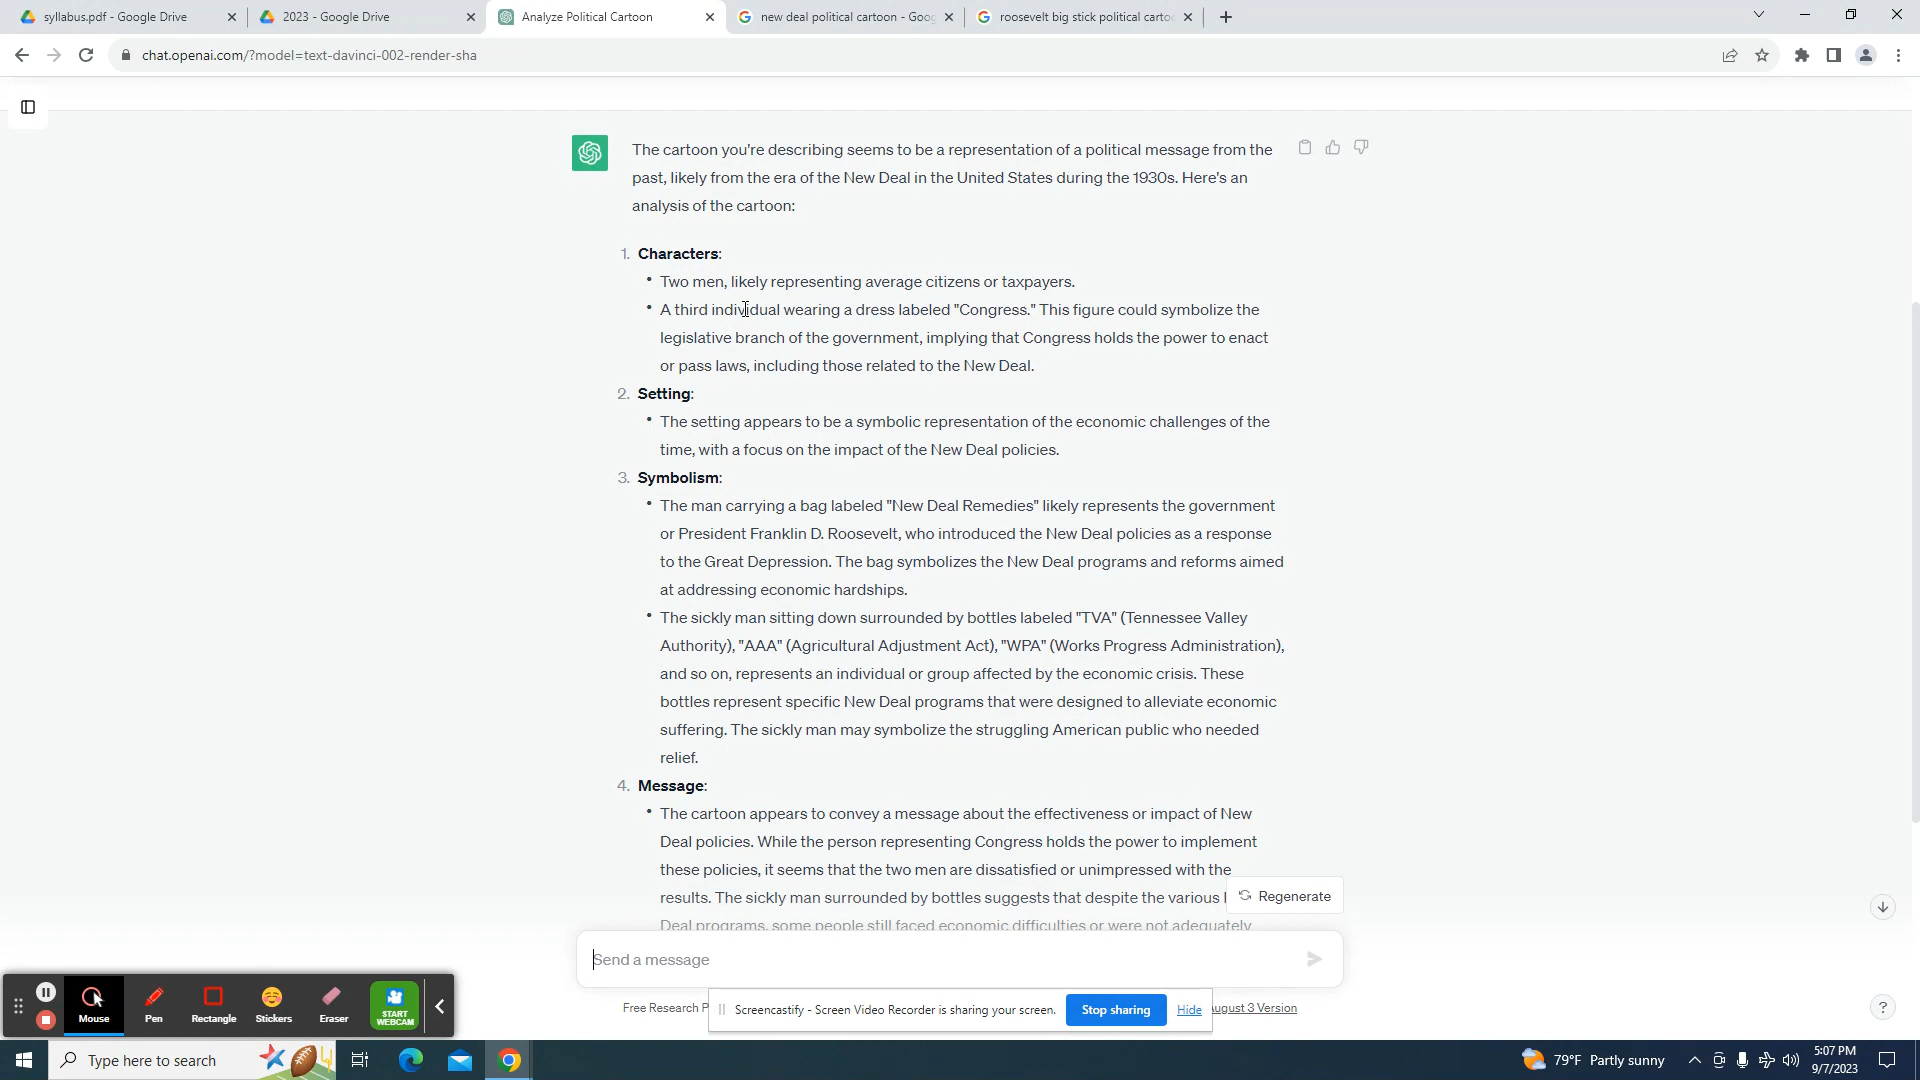 syllabus.pdf - Google Drive
2023 - Google Drive
Analyze Political Cartoon
new deal political cartoon - Goo
roosevelt big stick political carto
chat.openai.com/?model=text-davinci-002-render-sha
The cartoon you're describing seems to be a representation of a political message from the
past, likely from the era of the New Deal in the United States during the 1930s. Here's an
analysis of the cartoon:
1. Characters:
• Two men, likely representing average citizens or taxpayers.
• A third individual wearing a dress labeled "Congress." This figure could symbolize the
legislative branch of the government, implying that Congress holds the power to enact
or pass laws, including those related to the New Deal.
2. Setting:
• The setting appears to be a symbolic representation of the economic challenges of the
time, with a focus on the impact of the New Deal policies.
3. Symbolism:
• The man carrying a bag labeled "New Deal Remedies" likely represents the government
or President Franklin D. Roosevelt, who introduced the New Deal policies as a response
to the Great Depression. The bag symbolizes the New Deal programs and reforms aimed
at addressing economic hardships.
• The sickly man sitting down surrounded by bottles labeled "TVA" (Tennessee Valley
Authority), "AAA" (Agricultural Adjustment Act), "WPA" (Works Progress Administration),
and so on, represents an individual or group affected by the economic crisis. These
bottles represent specific New Deal programs that were designed to alleviate economic
suffering. The sickly man may symbolize the struggling American public who needed
relief.
4. Message:
• The cartoon appears to convey a message about the effectiveness or impact of New
Deal policies. While the person representing Congress holds the power to implement
these policies, it seems that the two men are dissatisfied or unimpressed with the
results. The sickly man surrounded by bottles suggests that despite the various
Deal programs, some people still faced economic difficulties or were not adequately
Regenerate
Send a message
Free Research P
August 3 Version
Screencastify - Screen Video Recorder is sharing your screen.
Stop sharing
Hide
?
Mouse
Pen
Rectangle
Stickers
Eraser
START
WEBCAM
Type here to search
79°F Partly sunny
5:07 PM
9/7/2023